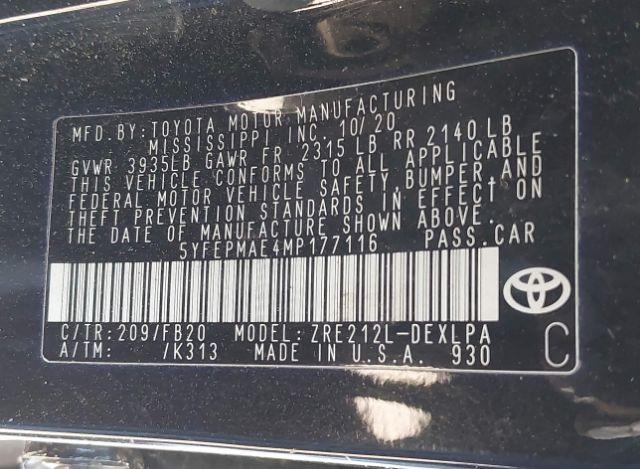 MFD. BY: TOYOTA MOTOR MANUFACTURING
MISSISSIPPI INC. 10/20
GVWR 3935LB GAWR FR 2315 LB RR 2140 LB
THIS VEHICLE CONFORMS TO ALL APPLICABLE
FEDERAL MOTOR VEHICLE SAFETY, BUMPER, AND
THEFT PREVENTION STANDARDS IN EFFECT ON
THE DATE OF MANUFACTURE SHOWN ABOVE.
5YFEPMAE4MP177116 PASS. CAR
C/TR: 209/FB20 MODEL: ZRE212L-DEXLPA
A/TM: /K313 MADE IN U.S.A. 930 C